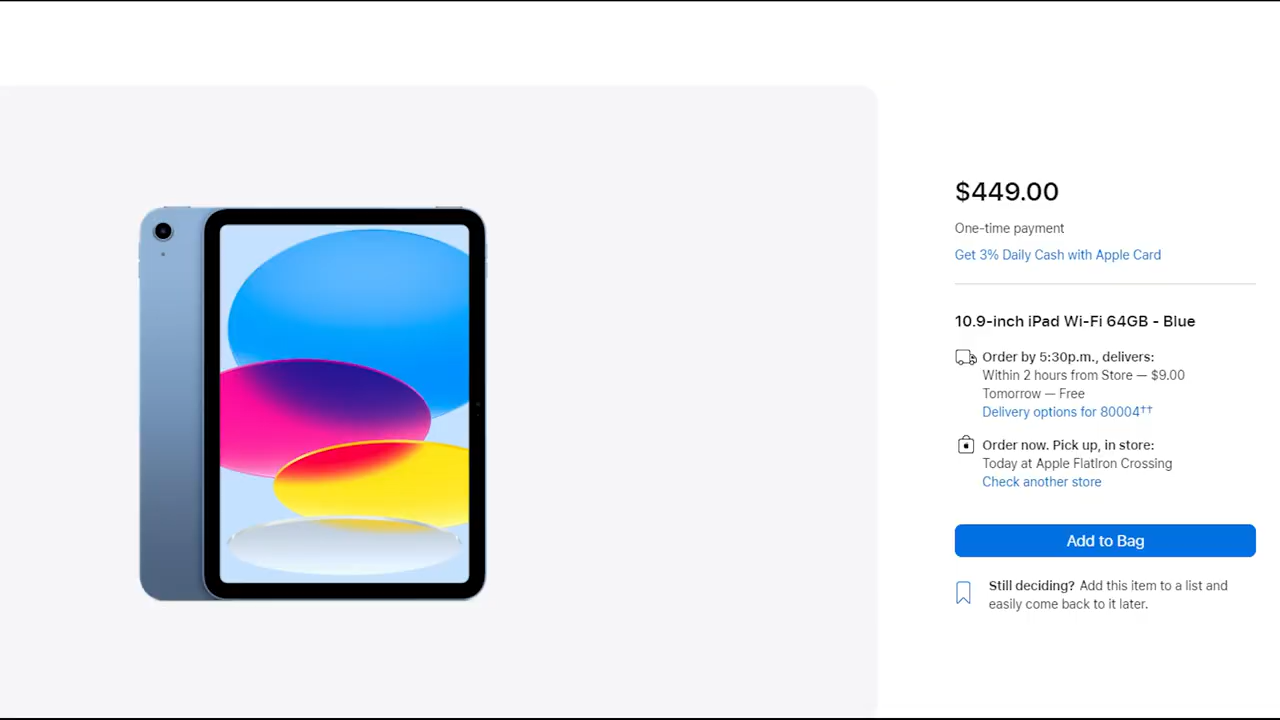 $449.00
One-time payment
Get 3% Daily Cash with Apple Card
10.9-inch iPad Wi-Fi 64GB - Blue
Order by 5:30p.m., delivers:
Within 2 hours from Store — $9.00
Tomorrow — Free
Delivery options for 80004††
Order now. Pick up, in store:
Today at Apple FlatIron Crossing
Check another store
Add to Bag
Still deciding? Add this item to a list and
easily come back to it later.